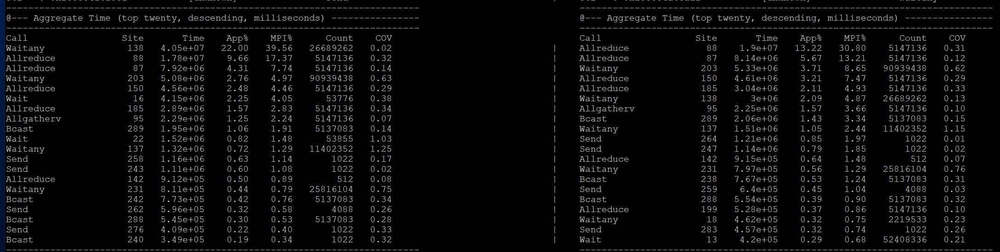 @--- Aggregate Time (top twenty, descending, milliseconds) ----------------
Call Site Time App% MPI% Count COV
Waitany 138 4.05e+07 22.00 39.56 26689262 0.02
Allreduce 88 1.78e+07 9.66 17.37 5147136 0.32
Allreduce 87 7.92e+06 4.31 7.74 5147136 0.14
Waitany 203 5.08e+06 2.76 4.97 90939438 0.63
Allreduce 150 4.56e+06 2.48 4.46 5147136 0.29
Wait 16 4.15e+06 2.25 4.05 53776 0.38
Allreduce 185 2.89e+06 1.57 2.83 5147136 0.34
Allgatherv 95 2.29e+06 1.25 2.24 5147136 0.07
Bcast 289 1.95e+06 1.06 1.91 5137083 0.14
Wait 22 1.52e+06 0.82 1.48 53855 1.03
Waitany 137 1.32e+06 0.72 1.29 11402352 1.25
Send 258 1.16e+06 0.63 1.14 1022 0.17
Send 243 1.11e+06 0.60 1.08 1022 0.02
Allreduce 142 9.12e+05 0.50 0.89 512 0.08
Waitany 231 8.11e+05 0.44 0.79 25816104 0.75
Bcast 242 7.73e+05 0.42 0.76 5137083 0.34
Send 262 5.96e+05 0.32 0.58 4088 0.26
Bcast 288 5.45e+05 0.30 0.53 5137083 0.28
Send 276 4.09e+05 0.22 0.40 1022 0.33
Bcast 240 3.49e+05 0.19 0.34 1022 0.32
@--- Aggregate Time (top twenty, descending, milliseconds) ----------------
Call Site Time App% MPI% Count COV
Allreduce 88 1.9e+07 13.22 30.80 5147136 0.31
Allreduce 87 8.14e+06 5.67 13.21 5147136 0.12
Waitany 203 5.33e+06 3.71 8.65 90939438 0.62
Allreduce 150 4.61e+06 3.21 7.47 5147136 0.29
Allreduce 185 3.04e+06 2.11 4.93 5147136 0.33
Waitany 138 3e+06 2.09 4.87 26689262 0.13
Allgatherv 95 2.25e+06 1.57 3.66 5147136 0.10
Bcast 289 2.06e+06 1.43 3.34 5137083 0.15
Waitany 137 1.51e+06 1.05 2.44 11402352 1.15
Send 264 1.21e+06 0.85 1.97 1022 0.01
Send 247 1.14e+06 0.79 1.85 1022 0.02
Allreduce 142 9.15e+05 0.64 1.48 512 0.07
Waitany 231 7.97e+05 0.56 1.29 25816104 0.76
Bcast 238 7.67e+05 0.53 1.24 5137083 0.31
Send 259 6.4e+05 0.45 1.04 4088 0.03
Bcast 288 5.54e+05 0.39 0.90 5137083 0.32
Allreduce 199 5.28e+05 0.37 0.86 5147136 0.10
Waitany 18 4.62e+05 0.32 0.75 2219533 0.23
Send 283 4.57e+05 0.32 0.74 1022 0.26
Wait 13 4.2e+05 0.29 0.68 52408336 0.21